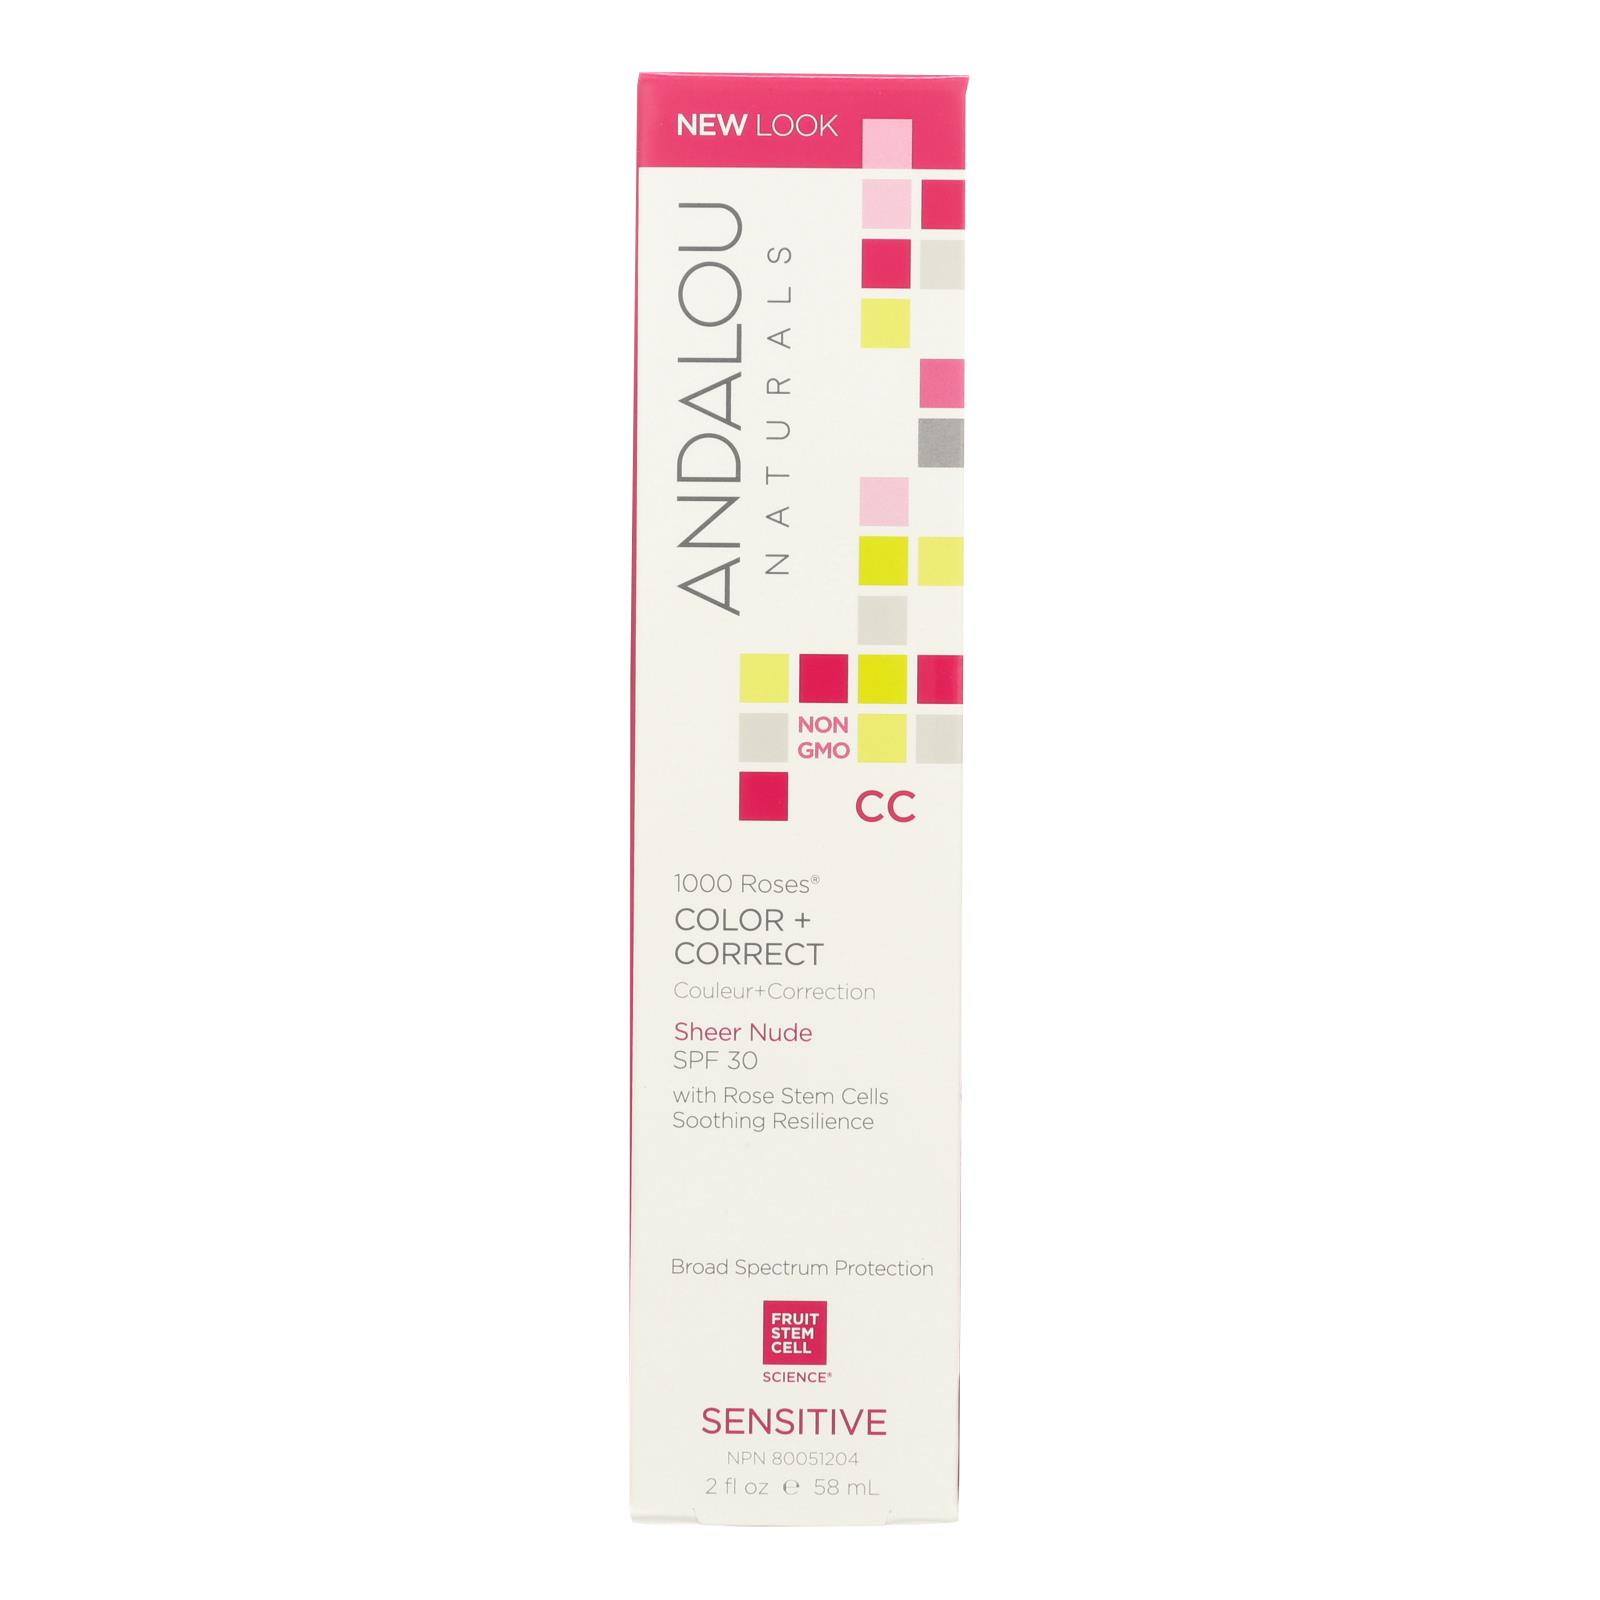 NEW LOOK
ANDALOU
NATURALS
NON
GMO
CC
1000 Roses®
COLOR +
CORRECT
Couleur+Correction
Sheer Nude
SPF 30
with Rose Stem Cells
Soothing Resilience
Broad Spectrum Protection
FRUIT
STEM
CELL
SCIENCE®
SENSITIVE
NPN 80051204
2 fl oz ℮ 58 mL